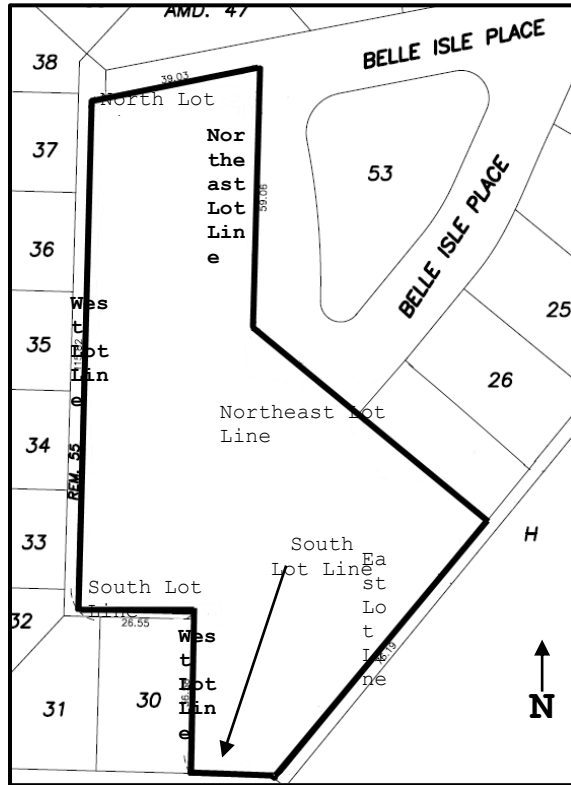 AMD. 47
38
39.03
North Lot
BELLE ISLE PLACE
37
Nor
the
ast
Lot
Lin
e
59.06
53
BELLE ISLE PLACE
36
Wes
t
Lot
Lin
e
35
25
26
34
Northeast Lot
Line
REM. 55
33
H
South
Lot Line
Ea
st
Lo
t
Li
ne
South Lot
Line
32
26.55
Wes
t
Lot
Lin
e
31
30
76.19
N